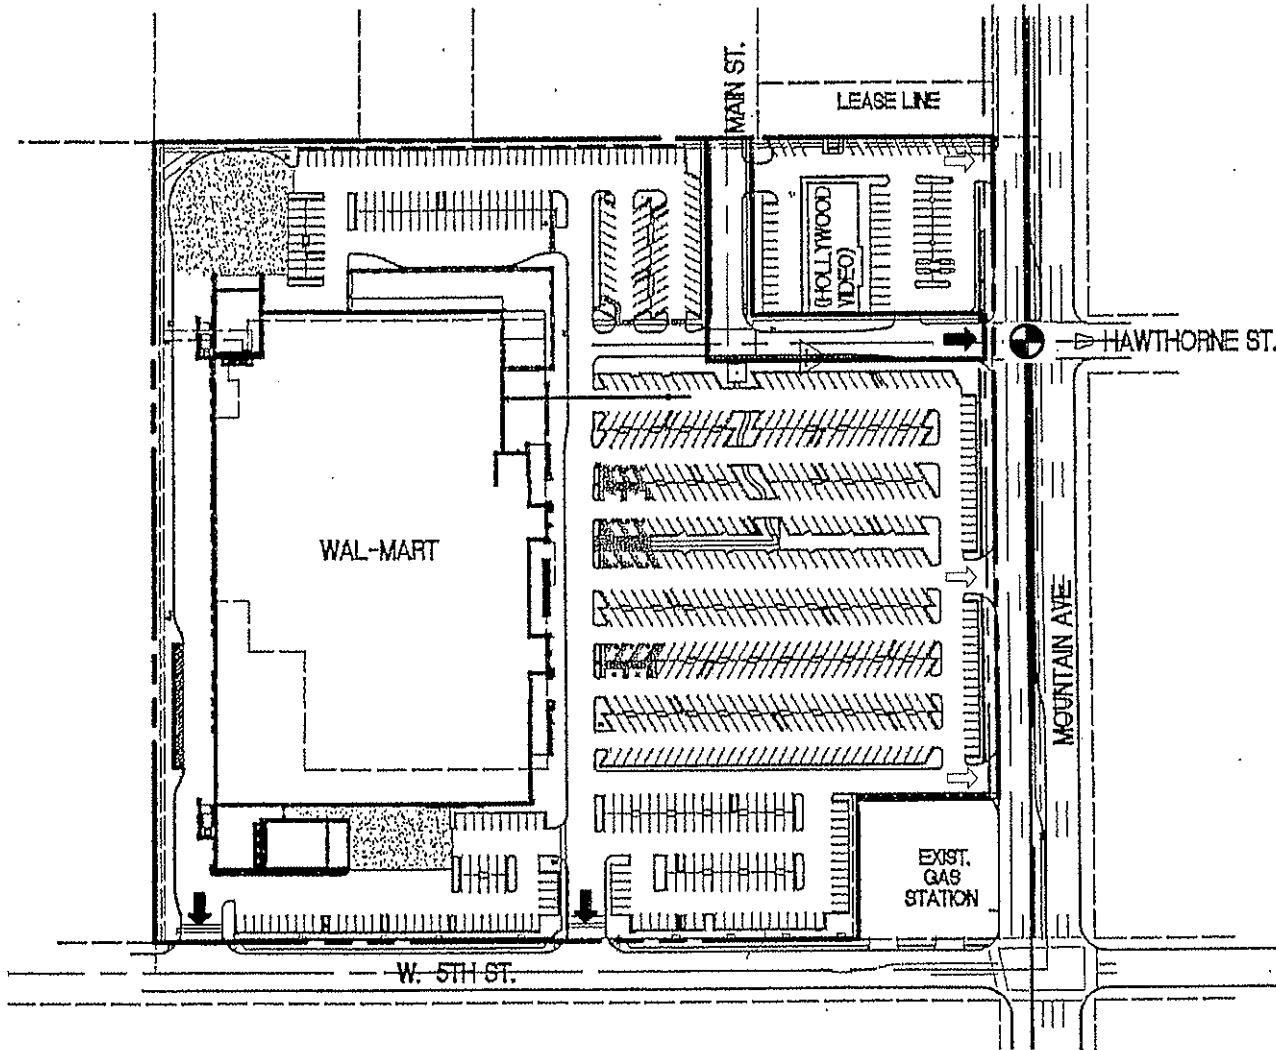 MAIN ST.
LEASE LINE
(HOLLYWOOD
VIDEO)
HAWTHORNE ST.
WAL-MART
MOUNTAIN AVE
EXIST.
GAS
STATION
W. 5TH ST.